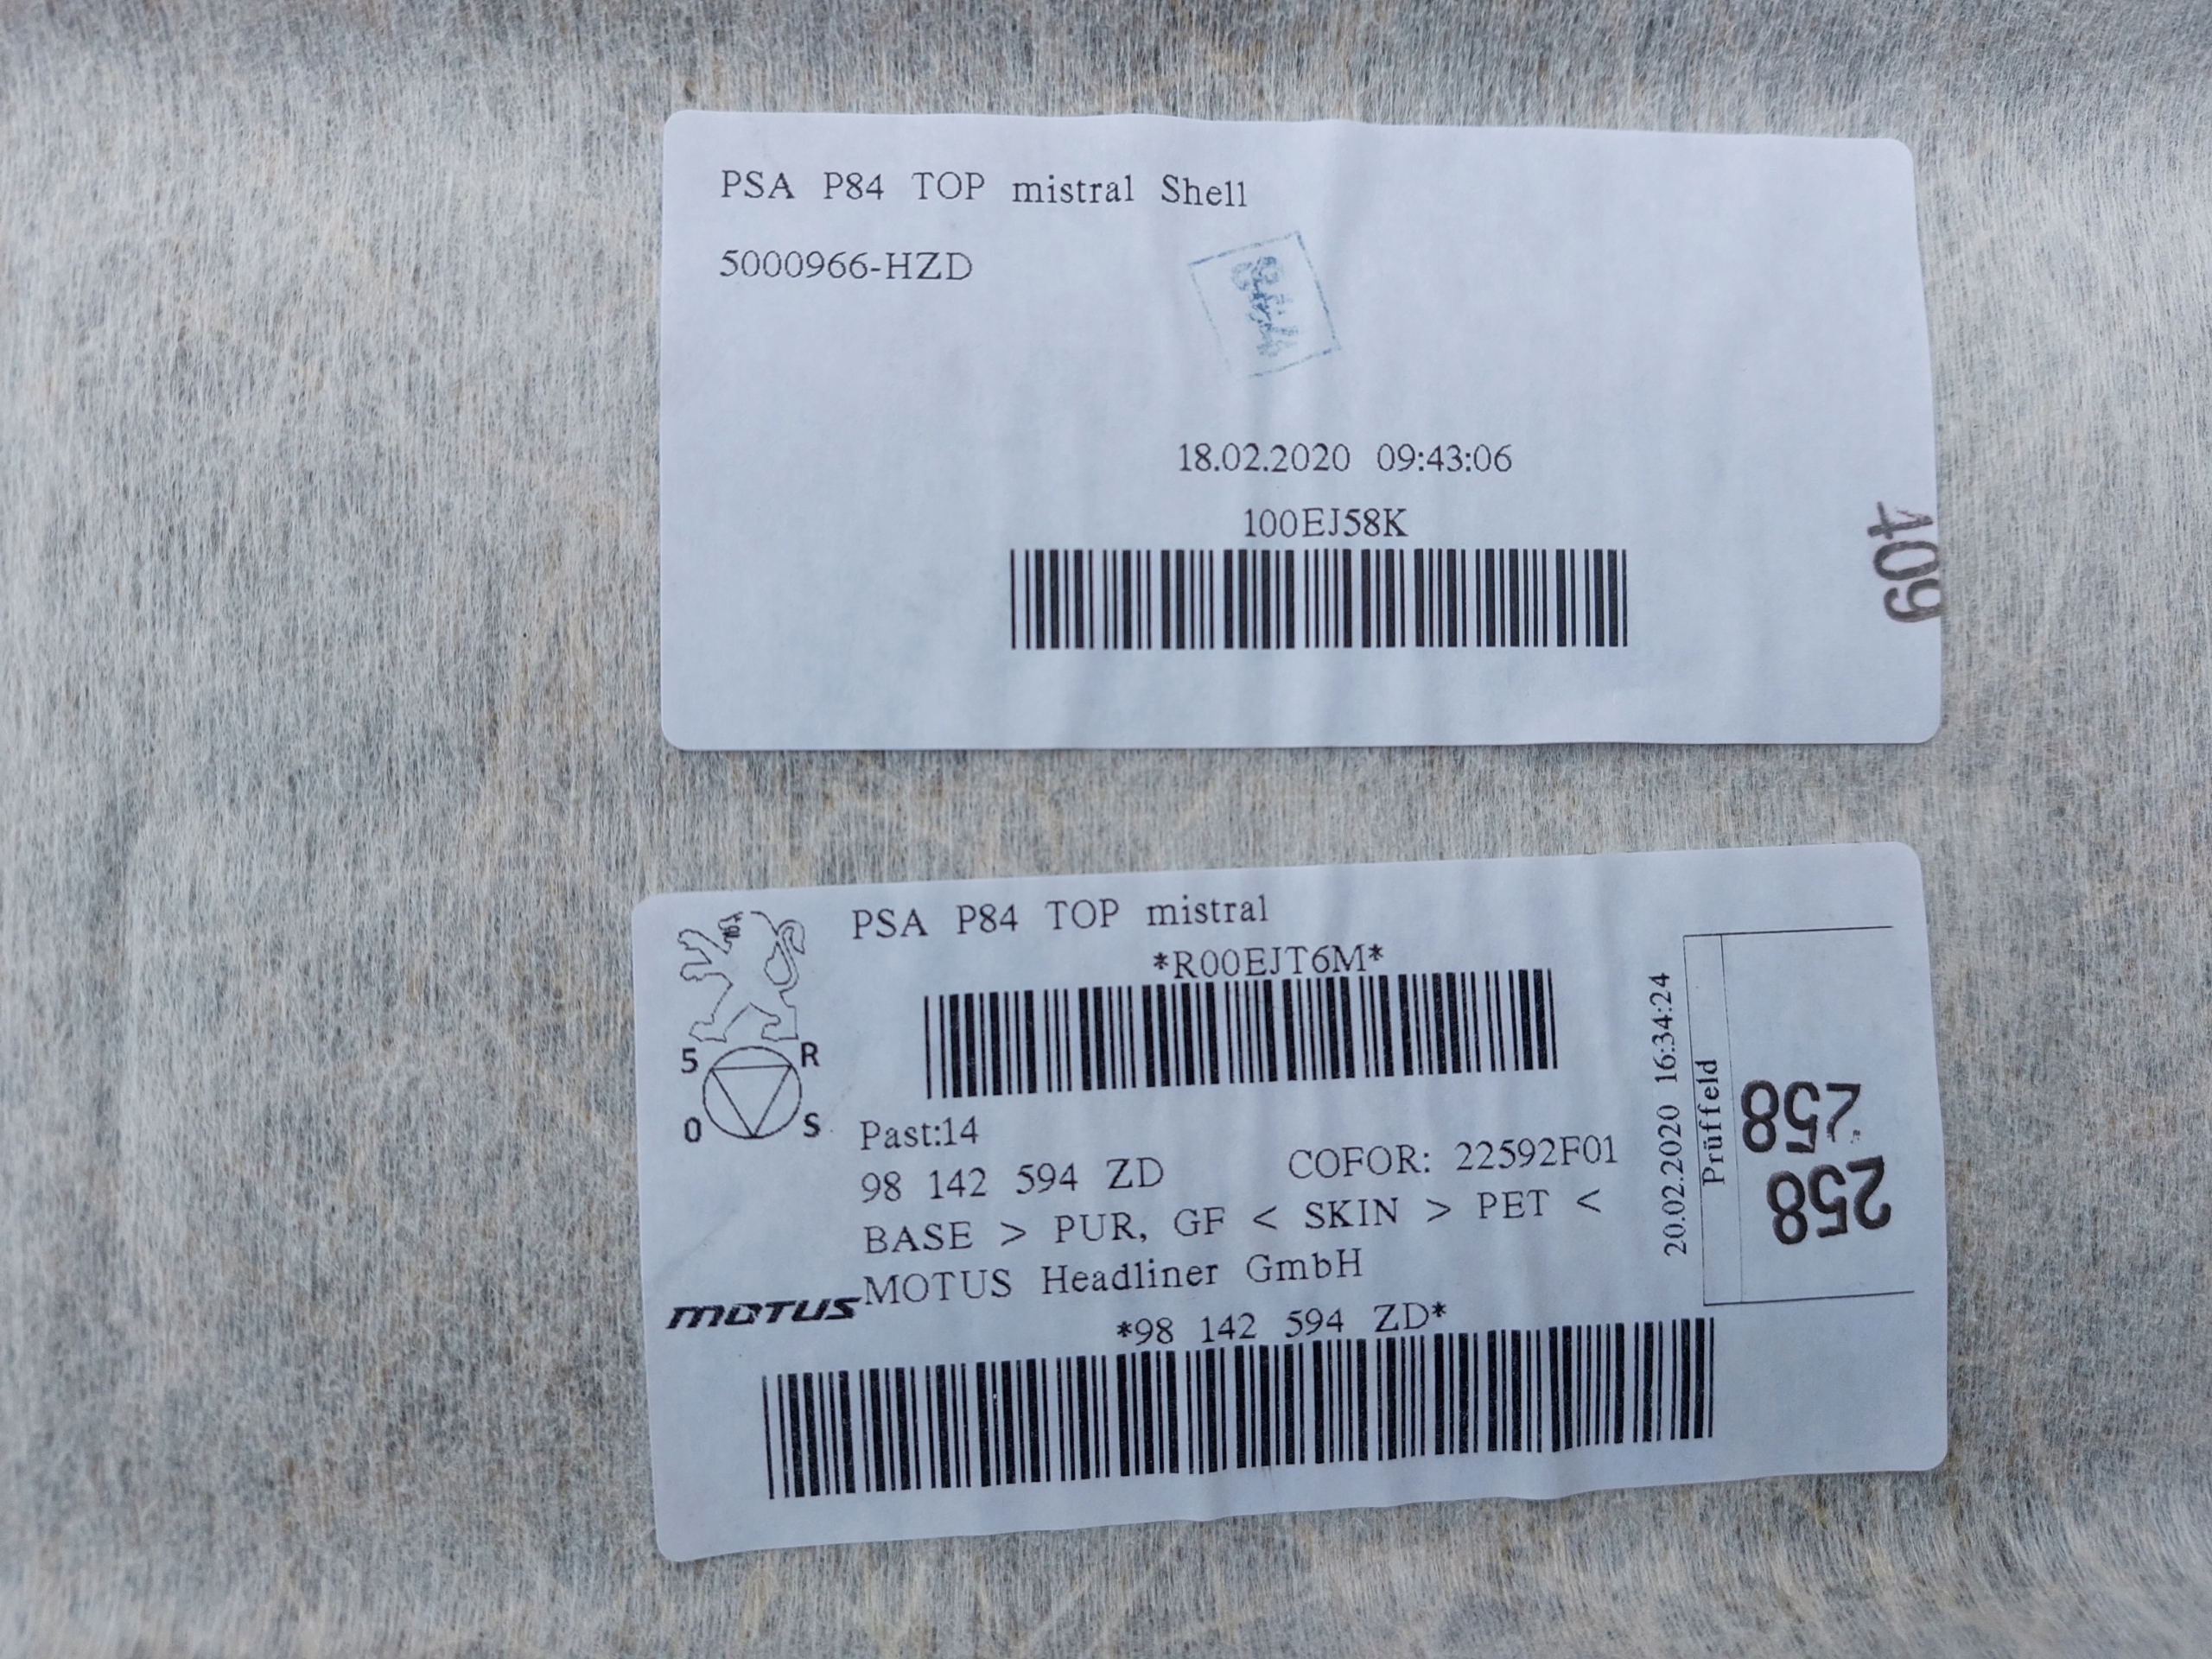 PSA P84 TOP mistral Shell
5000966-HZD
18.02.2020 09:43:06
100EJ58K
409
PSA P84 TOP mistral
*R00EJT6M*
5 R
0 S
Past:14
98 142 594 ZD COFOR: 22592F01
BASE > PUR, GF < SKIN > PET <
MOTUS MOTUS Headliner GmbH
*98 142 594 ZD*
20.02.2020 16:34:24
Prüffeld
258
258